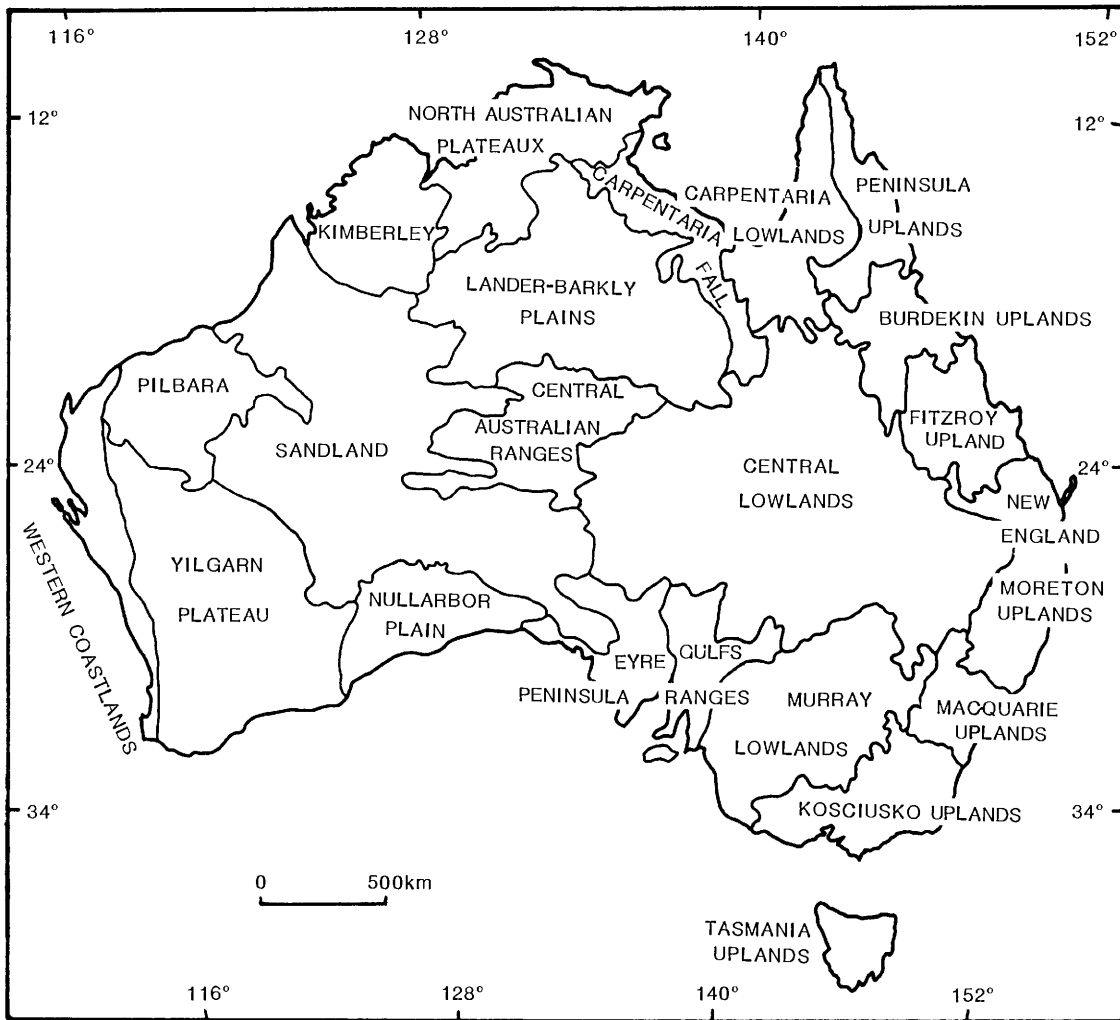 116°
128°
140°
152°
12°
12°
NORTH AUSTRALIAN
PLATEAUX
CARPENTARIA
FALL
CARPENTARIA
LOWLANDS
PENINSULA
UPLANDS
KIMBERLEY
LANDER-BARKLY
PLAINS
BURDEKIN UPLANDS
PILBARA
CENTRAL
AUSTRALIAN
RANGES
FITZROY
UPLAND
SANDLAND
24°
CENTRAL
LOWLANDS
24°
NEW
ENGLAND
MORETON
UPLANDS
WESTERN COASTLANDS
YILGARN
PLATEAU
NULLARBOR
PLAIN
EYRE
PENINSULA
GULFS
RANGES
MURRAY
LOWLANDS
MACQUARIE
UPLANDS
34°
KOSCIUSKO UPLANDS
34°
0 500km
TASMANIA
UPLANDS
116°
128°
140°
152°